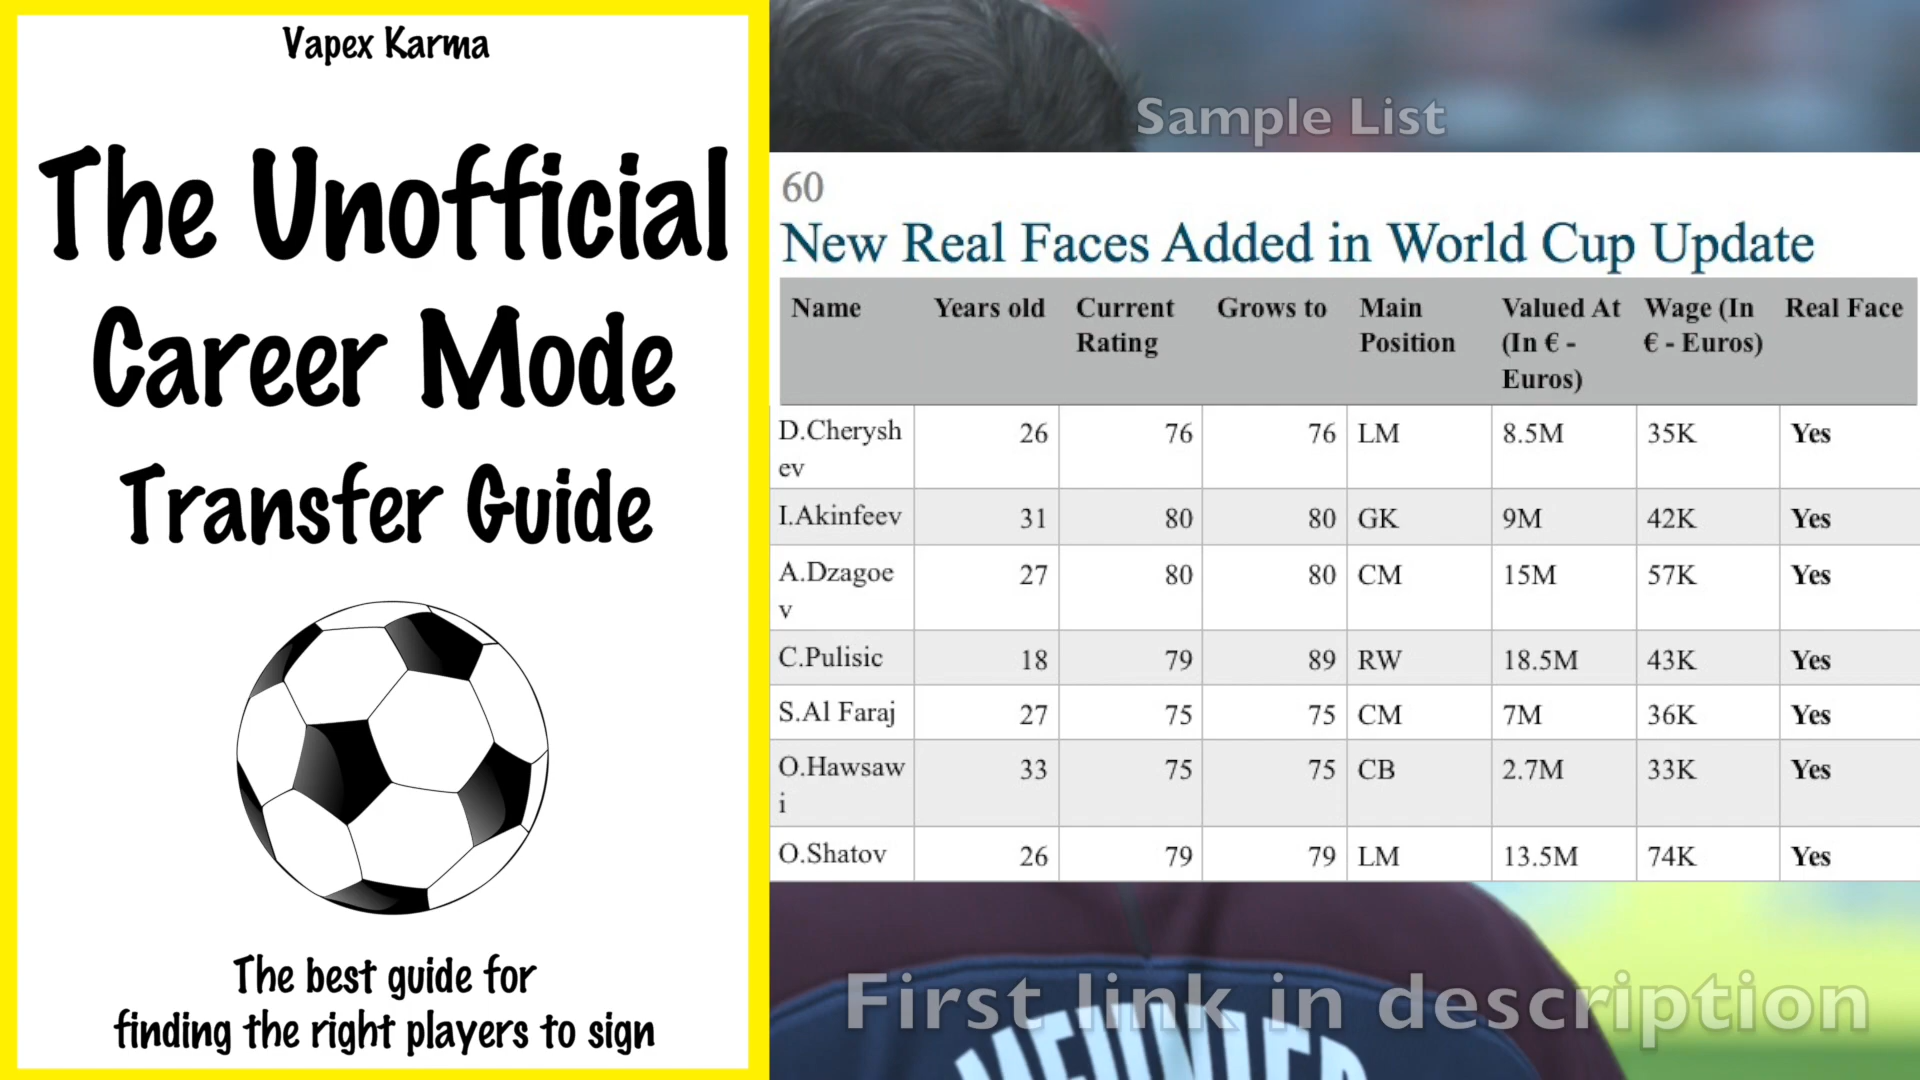 Vapex Karma
The Unofficial
Career Mode
Transfer Guide
The best guide for
finding the right players to sign
Sample List
60
New Real Faces Added in World Cup Update
Name Years old Current Rating Grows to Main Position Valued At (In € - Euros) Wage (In € - Euros) Real Face
D.Cheryshev 26 76 76 LM 8.5M 35K Yes
I.Akinfeev 31 80 80 GK 9M 42K Yes
A.Dzagoev 27 80 80 CM 15M 57K Yes
C.Pulisic 18 79 89 RW 18.5M 43K Yes
S.Al Faraj 27 75 75 CM 7M 36K Yes
O.Hawsawi 33 75 75 CB 2.7M 33K Yes
O.Shatov 26 79 79 LM 13.5M 74K Yes
First link in description
MEUNIER